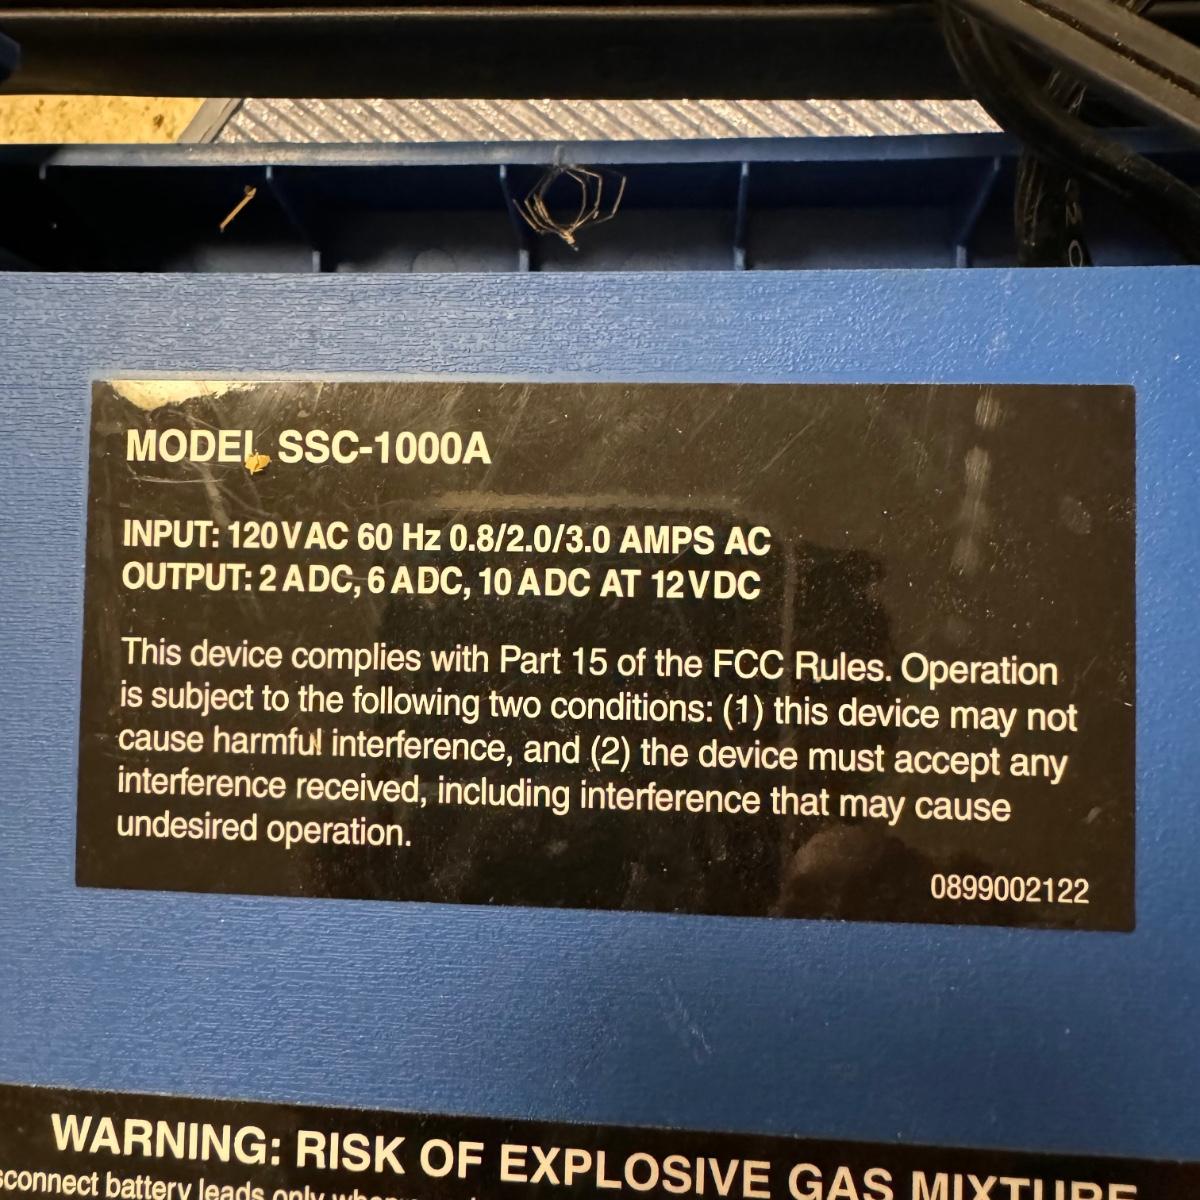 MODEL SSC-1000A
INPUT: 120VAC 60 Hz 0.8/2.0/3.0 AMPS AC
OUTPUT: 2 ADC, 6 ADC, 10 ADC AT 12VDC
This device complies with Part 15 of the FCC Rules. Operation
is subject to the following two conditions: (1) this device may not
cause harmful interference, and (2) the device must accept any
interference received, including interference that may cause
undesired operation.
0899002122
WARNING: RISK OF EXPLOSIVE GAS MIXTURE
battery leads only